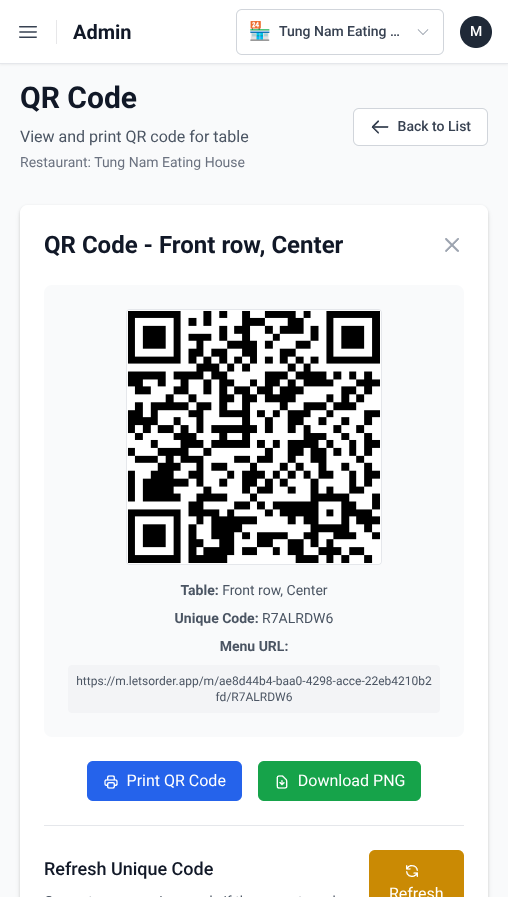 Admin
Tung Nam Eating ...
M
QR Code
View and print QR code for table
Restaurant: Tung Nam Eating House
Back to List
QR Code - Front row, Center
Table: Front row, Center
Unique Code: R7ALRDW6
Menu URL:
https://m.letsorder.app/m/ae8d44b4-baa0-4298-acce-22eb4210b2
fd/R7ALRDW6
Print QR Code
Download PNG
Refresh Unique Code
Refresh